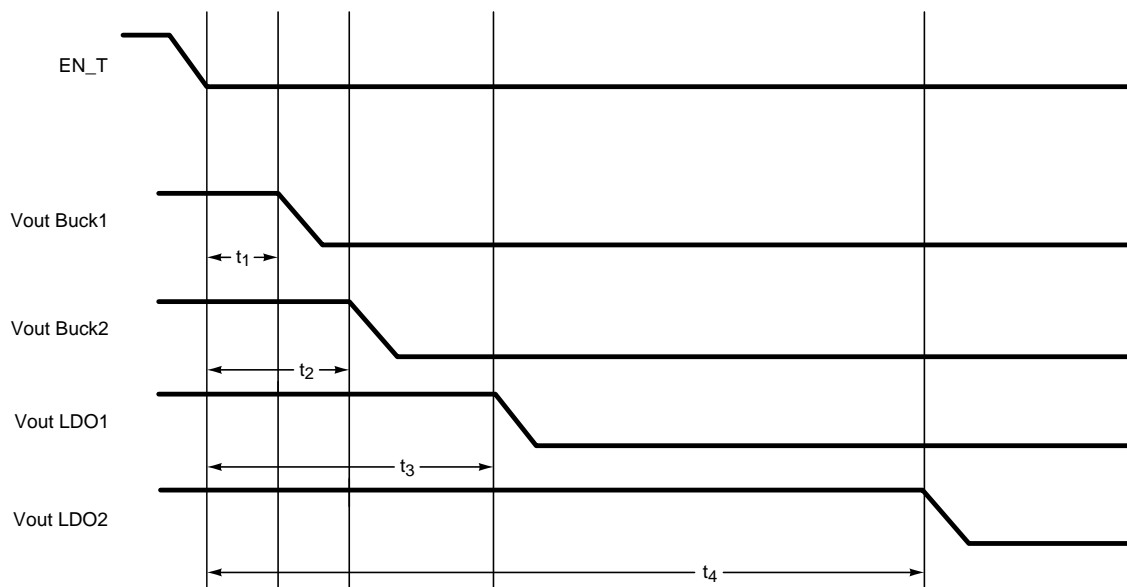 EN_T
Vout Buck1
t1
Vout Buck2
t2
Vout LDO1
t3
Vout LDO2
t4